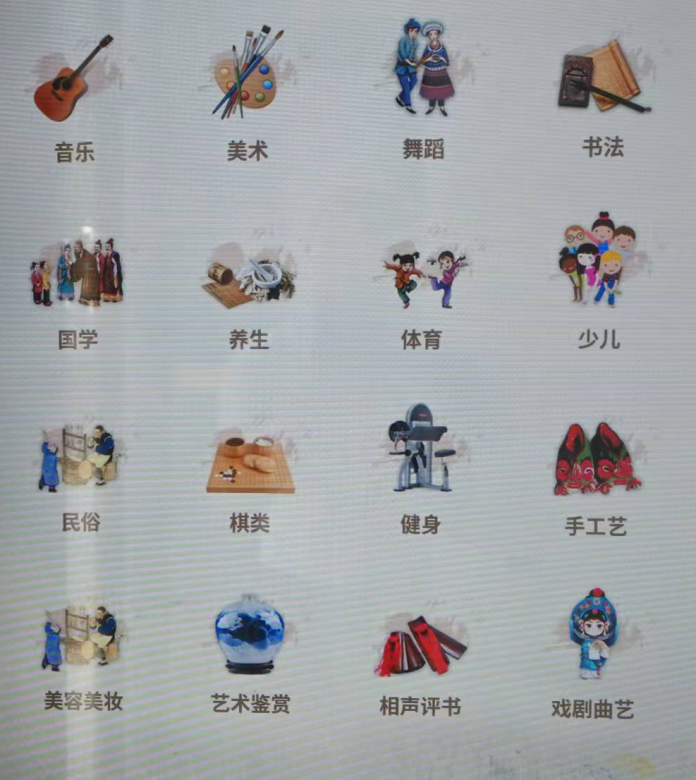 音乐
美术
舞蹈
书法
国学
养生
体育
少儿
民俗
棋类
健身
手工艺
美容美妆
艺术鉴赏
相声评书
戏剧曲艺